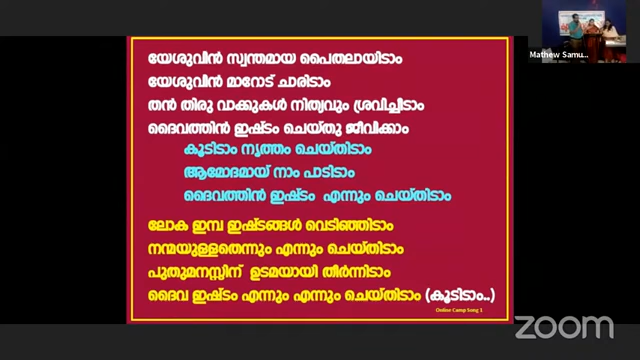 യേശുവിൻ സ്വന്തമായ പൈതലായിടാം
യേശുവിൻ മാറോട് ചാരിടാം
തൻ തിരു വാക്കുകൾ നിത്യവും ശ്രവിച്ചീടാം
ദൈവത്തിൻ ഇഷ്ടം ചെയ്തു ജീവിക്കാം
കൂടിടാം നൃത്തം ചെയ്തിടാം
ആമോദമായ് നാം പാടിടാം
ദൈവത്തിൻ ഇഷ്ടം എന്നും ചെയ്തിടാം
ലോക ഇമ്പ ഇഷ്ടങ്ങൾ വെടിഞ്ഞിടാം
നന്മയുള്ളതെന്നും എന്നും ചെയ്തിടാം
പുതുമനസ്സിന് ഉടമയായി തീർന്നിടാം
ദൈവ ഇഷ്ടം എന്നും എന്നും ചെയ്തിടാം (കൂടിടാം..)
Online Camp Song 1
Mathew Samu...
zoom